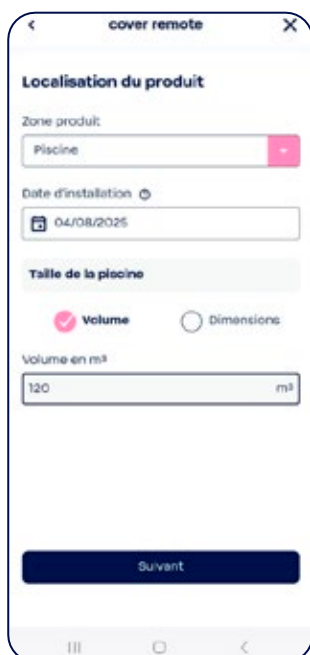 cover remote
Localisation du produit
Zone produit
Piscine
Date d'installation
04/08/2025
Taille de la piscine
Volume
Dimensions
Volume en m³
120 m³
Suivant